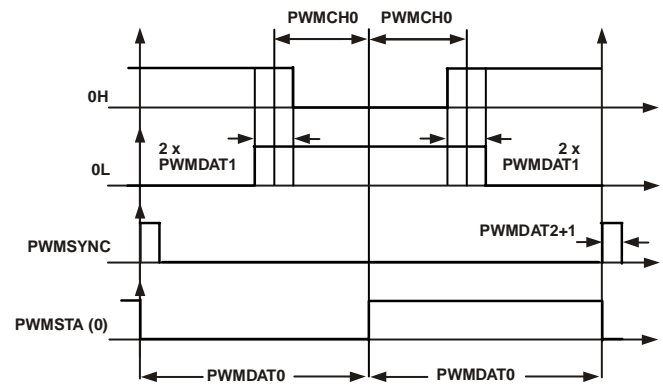 PWMCH0 PWMCH0
0H
2 x
PWMDAT1
2 x
PWMDAT1
0L
PWMSYNC
PWMDAT2+1
PWMSTA (0)
PWMDAT0 PWMDAT0